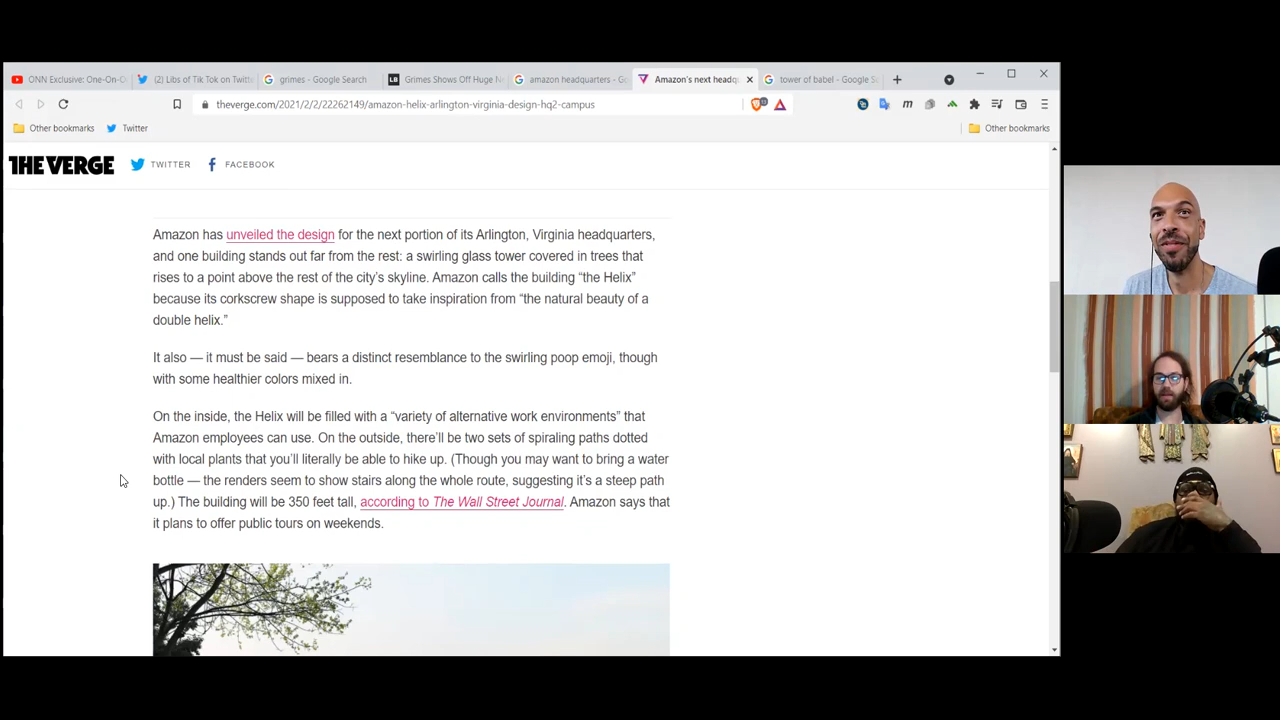 ONN Exclusive: One-On-O
(2) Libs of Tik Tok on Twitt
grimes - Google Search
Grimes Shows Off Huge N
amazon headquarters - G
Amazon's next headq
tower of babel - Google S
theverge.com/2021/2/2/22262149/amazon-helix-arlington-virginia-design-hq2-campus
Other bookmarks
Twitter
Other bookmarks
THE VERGE
TWITTER
FACEBOOK
Amazon has unveiled the design for the next portion of its Arlington, Virginia headquarters,
and one building stands out far from the rest: a swirling glass tower covered in trees that
rises to a point above the rest of the city's skyline. Amazon calls the building “the Helix”
because its corkscrew shape is supposed to take inspiration from “the natural beauty of a
double helix.”
It also — it must be said — bears a distinct resemblance to the swirling poop emoji, though
with some healthier colors mixed in.
On the inside, the Helix will be filled with a “variety of alternative work environments” that
Amazon employees can use. On the outside, there'll be two sets of spiraling paths dotted
with local plants that you'll literally be able to hike up. (Though you may want to bring a water
bottle — the renders seem to show stairs along the whole route, suggesting it's a steep path
up.) The building will be 350 feet tall, according to The Wall Street Journal. Amazon says that
it plans to offer public tours on weekends.